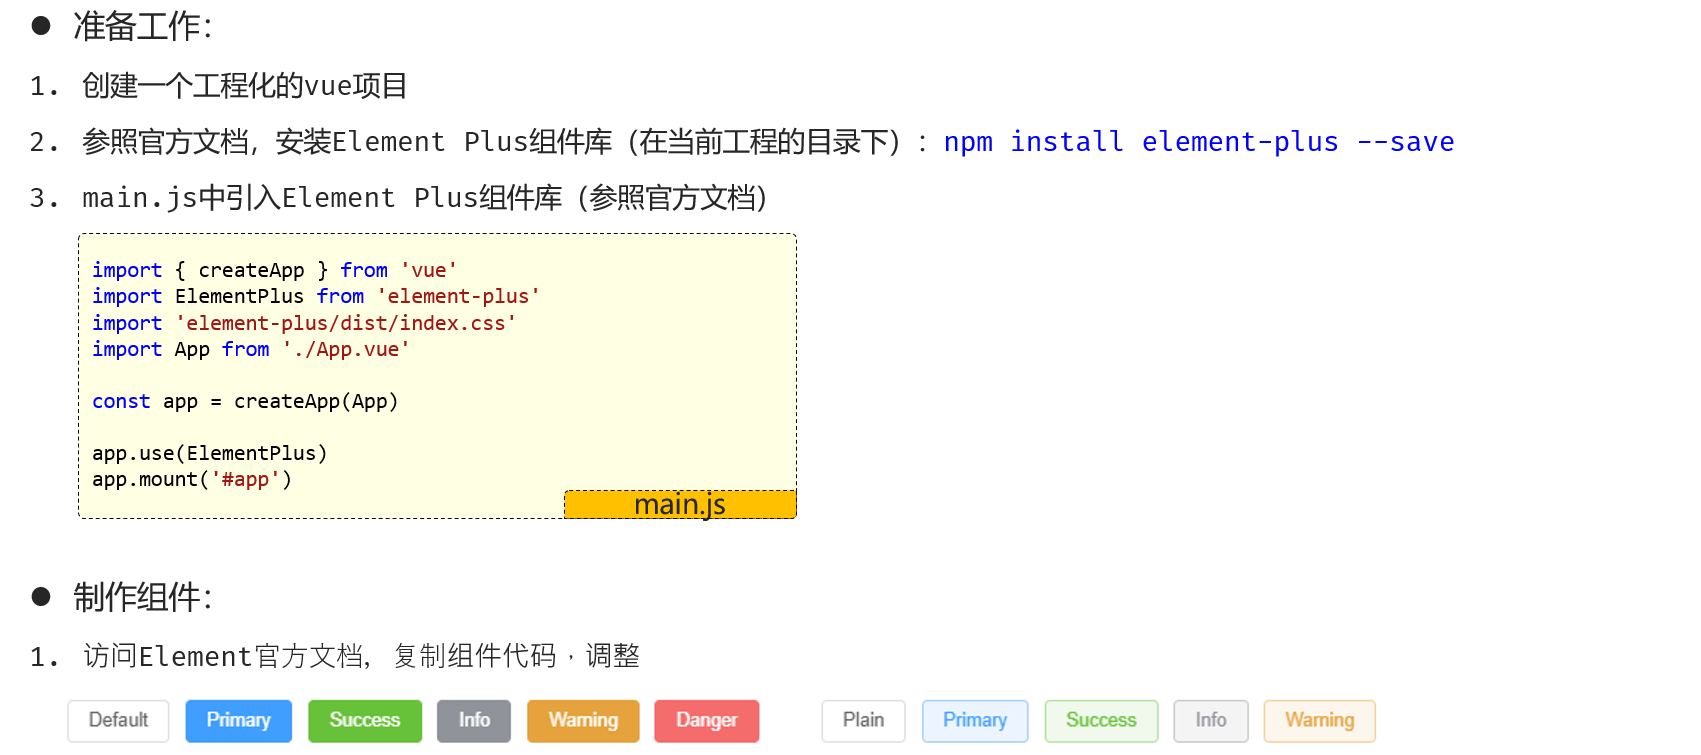 ● 准备工作：
1. 创建一个工程化的vue项目
2. 参照官方文档，安装Element Plus组件库（在当前工程的目录下）：npm install element-plus --save
3. main.js中引入Element Plus组件库（参照官方文档）
import { createApp } from 'vue'
import ElementPlus from 'element-plus'
import 'element-plus/dist/index.css'
import App from './App.vue'
const app = createApp(App)
app.use(ElementPlus)
app.mount('#app')
main.js
● 制作组件：
1. 访问Element官方文档，复制组件代码，调整
Default Primary Success Info Warning Danger Plain Primary Success Info Warning